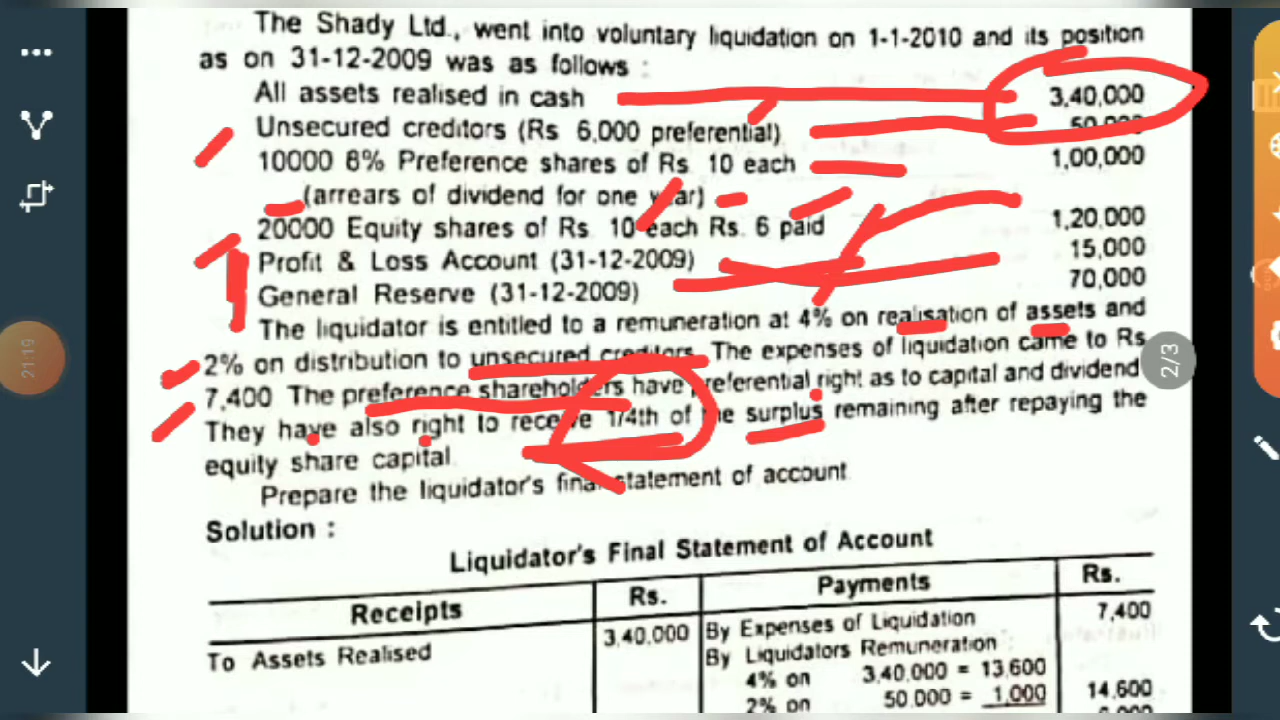 The Shady Ltd., went into voluntary liquidation on 1-1-2010 and its position
as on 31-12-2009 was as follows :
All assets realised in cash 3,40,000
Unsecured creditors (Rs 6,000 preferential) 50,000
10000 8% Preference shares of Rs 10 each 1,00,000
(arrears of dividend for one year)
20000 Equity shares of Rs. 10 each Rs. 6 paid 1,20,000
Profit & Loss Account (31-12-2009) 15,000
General Reserve (31-12-2009) 70,000
The liquidator is entitled to a remuneration at 4% on realisation of assets and
2% on distribution to unsecured creditors. The expenses of liquidation came to Rs
7,400 The preference shareholders have preferential right as to capital and dividend
They have also right to receive 1/4th of the surplus remaining after repaying the
equity share capital
Prepare the liquidator's final statement of account
Solution :
Liquidator's Final Statement of Account
Receipts Rs. Payments Rs.
To Assets Realised 3,40,000 By Expenses of Liquidation 7,400
By Liquidators Remuneration
4% on 3,40,000 = 13,600
2% on 50,000 = 1,000 14,600
21:19
2/3